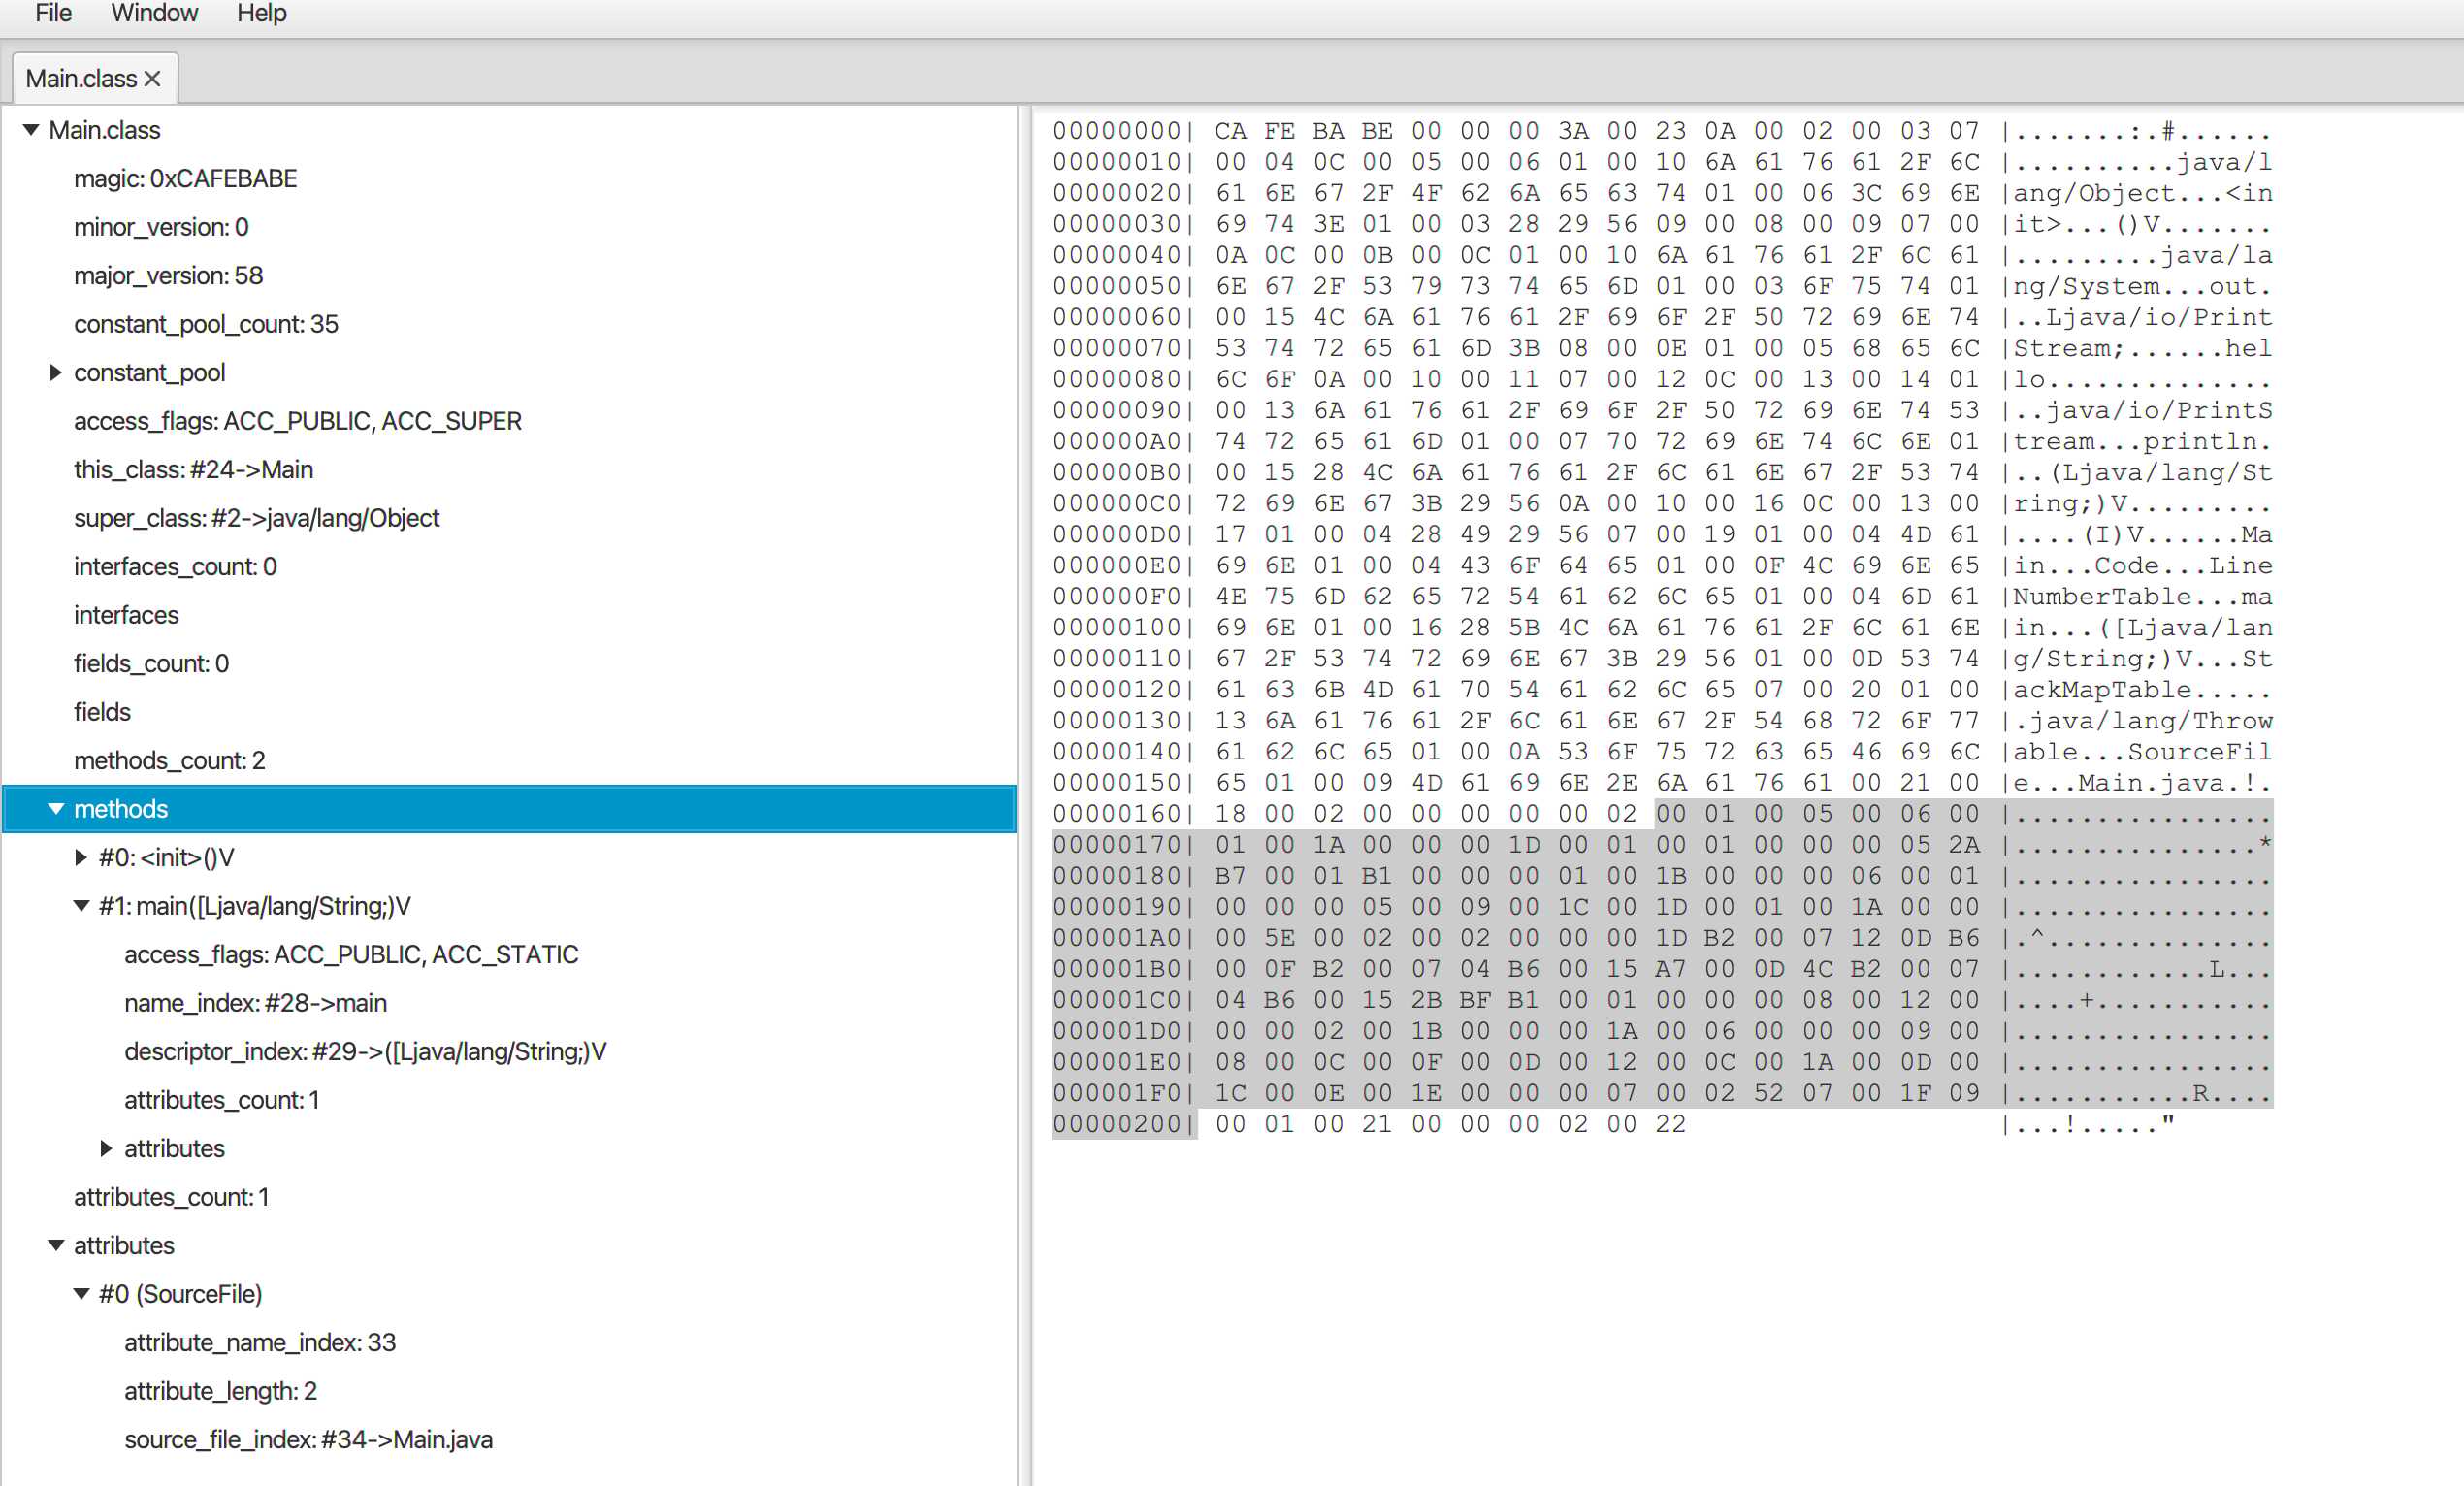 File Window Help
Main.class
Main.class
magic: 0xCAFEBABE
minor_version: 0
major_version: 58
constant_pool_count: 35
constant_pool
access_flags: ACC_PUBLIC, ACC_SUPER
this_class: #24->Main
super_class: #2->java/lang/Object
interfaces_count: 0
interfaces
fields_count: 0
fields
methods_count: 2
methods
#0: <init>()V
#1: main([Ljava/lang/String;)V
access_flags: ACC_PUBLIC, ACC_STATIC
name_index: #28->main
descriptor_index: #29->([Ljava/lang/String;)V
attributes_count: 1
attributes
attributes_count: 1
attributes
#0 (SourceFile)
attribute_name_index: 33
attribute_length: 2
source_file_index: #34->Main.java
00000000| CA FE BA BE 00 00 00 3A 00 23 0A 00 02 00 03 07 |.......:.#......
00000010| 00 04 0C 00 05 00 06 01 00 10 6A 61 76 61 2F 6C |..........java/l
00000020| 61 6E 67 2F 4F 62 6A 65 63 74 01 00 06 3C 69 6E |ang/Object...<in
00000030| 69 74 3E 01 00 03 28 29 56 09 00 08 00 09 07 00 |it>...()V.......
00000040| 0A 0C 00 0B 00 0C 01 00 10 6A 61 76 61 2F 6C 61 |.........java/la
00000050| 6E 67 2F 53 79 73 74 65 6D 01 00 03 6F 75 74 01 |ng/System...out.
00000060| 00 15 4C 6A 61 76 61 2F 69 6F 2F 50 72 69 6E 74 |..Ljava/io/Print
00000070| 53 74 72 65 61 6D 3B 08 00 0E 01 00 05 68 65 6C |Stream;......hel
00000080| 6C 6F 0A 00 10 00 11 07 00 12 0C 00 13 00 14 01 |lo..............
00000090| 00 13 6A 61 76 61 2F 69 6F 2F 50 72 69 6E 74 53 |..java/io/PrintS
000000A0| 74 72 65 61 6D 01 00 07 70 72 69 6E 74 6C 6E 01 |tream...println.
000000B0| 00 15 28 4C 6A 61 76 61 2F 6C 61 6E 67 2F 53 74 |..(Ljava/lang/St
000000C0| 72 69 6E 67 3B 29 56 0A 00 10 00 16 0C 00 13 00 |ring;)V.........
000000D0| 17 01 00 04 28 49 29 56 07 00 19 01 00 04 4D 61 |....(I)V......Ma
000000E0| 69 6E 01 00 04 43 6F 64 65 01 00 0F 4C 69 6E 65 |in...Code...Line
000000F0| 4E 75 6D 62 65 72 54 61 62 6C 65 01 00 04 6D 61 |NumberTable...ma
00000100| 69 6E 01 00 16 28 5B 4C 6A 61 76 61 2F 6C 61 6E |in...([Ljava/lan
00000110| 67 2F 53 74 72 69 6E 67 3B 29 56 01 00 0D 53 74 |g/String;)V...St
00000120| 61 63 6B 4D 61 70 54 61 62 6C 65 07 00 20 01 00 |ackMapTable.....
00000130| 13 6A 61 76 61 2F 6C 61 6E 67 2F 54 68 72 6F 77 |.java/lang/Throw
00000140| 61 62 6C 65 01 00 0A 53 6F 75 72 63 65 46 69 6C |able...SourceFil
00000150| 65 01 00 09 4D 61 69 6E 2E 6A 61 76 61 00 21 00 |e...Main.java.!.
00000160| 18 00 02 00 00 00 00 00 02 00 01 00 05 00 06 00 |................
00000170| 01 00 1A 00 00 00 1D 00 01 00 01 00 00 00 05 2A |...............*
00000180| B7 00 01 B1 00 00 00 01 00 1B 00 00 00 06 00 01 |................
00000190| 00 00 00 05 00 09 00 1C 00 1D 00 01 00 1A 00 00 |................
000001A0| 00 5E 00 02 00 02 00 00 00 1D B2 00 07 12 0D B6 |.^..............
000001B0| 00 0F B2 00 07 04 B6 00 15 A7 00 0D 4C B2 00 07 |............L...
000001C0| 04 B6 00 15 2B BF B1 00 01 00 00 00 08 00 12 00 |....+...........
000001D0| 00 00 02 00 1B 00 00 00 1A 00 06 00 00 00 09 00 |................
000001E0| 08 00 0C 00 0F 00 0D 00 12 00 0C 00 1A 00 0D 00 |................
000001F0| 1C 00 0E 00 1E 00 00 00 07 00 02 52 07 00 1F 09 |...........R....
00000200| 00 01 00 21 00 00 00 02 00 22 |...!....."